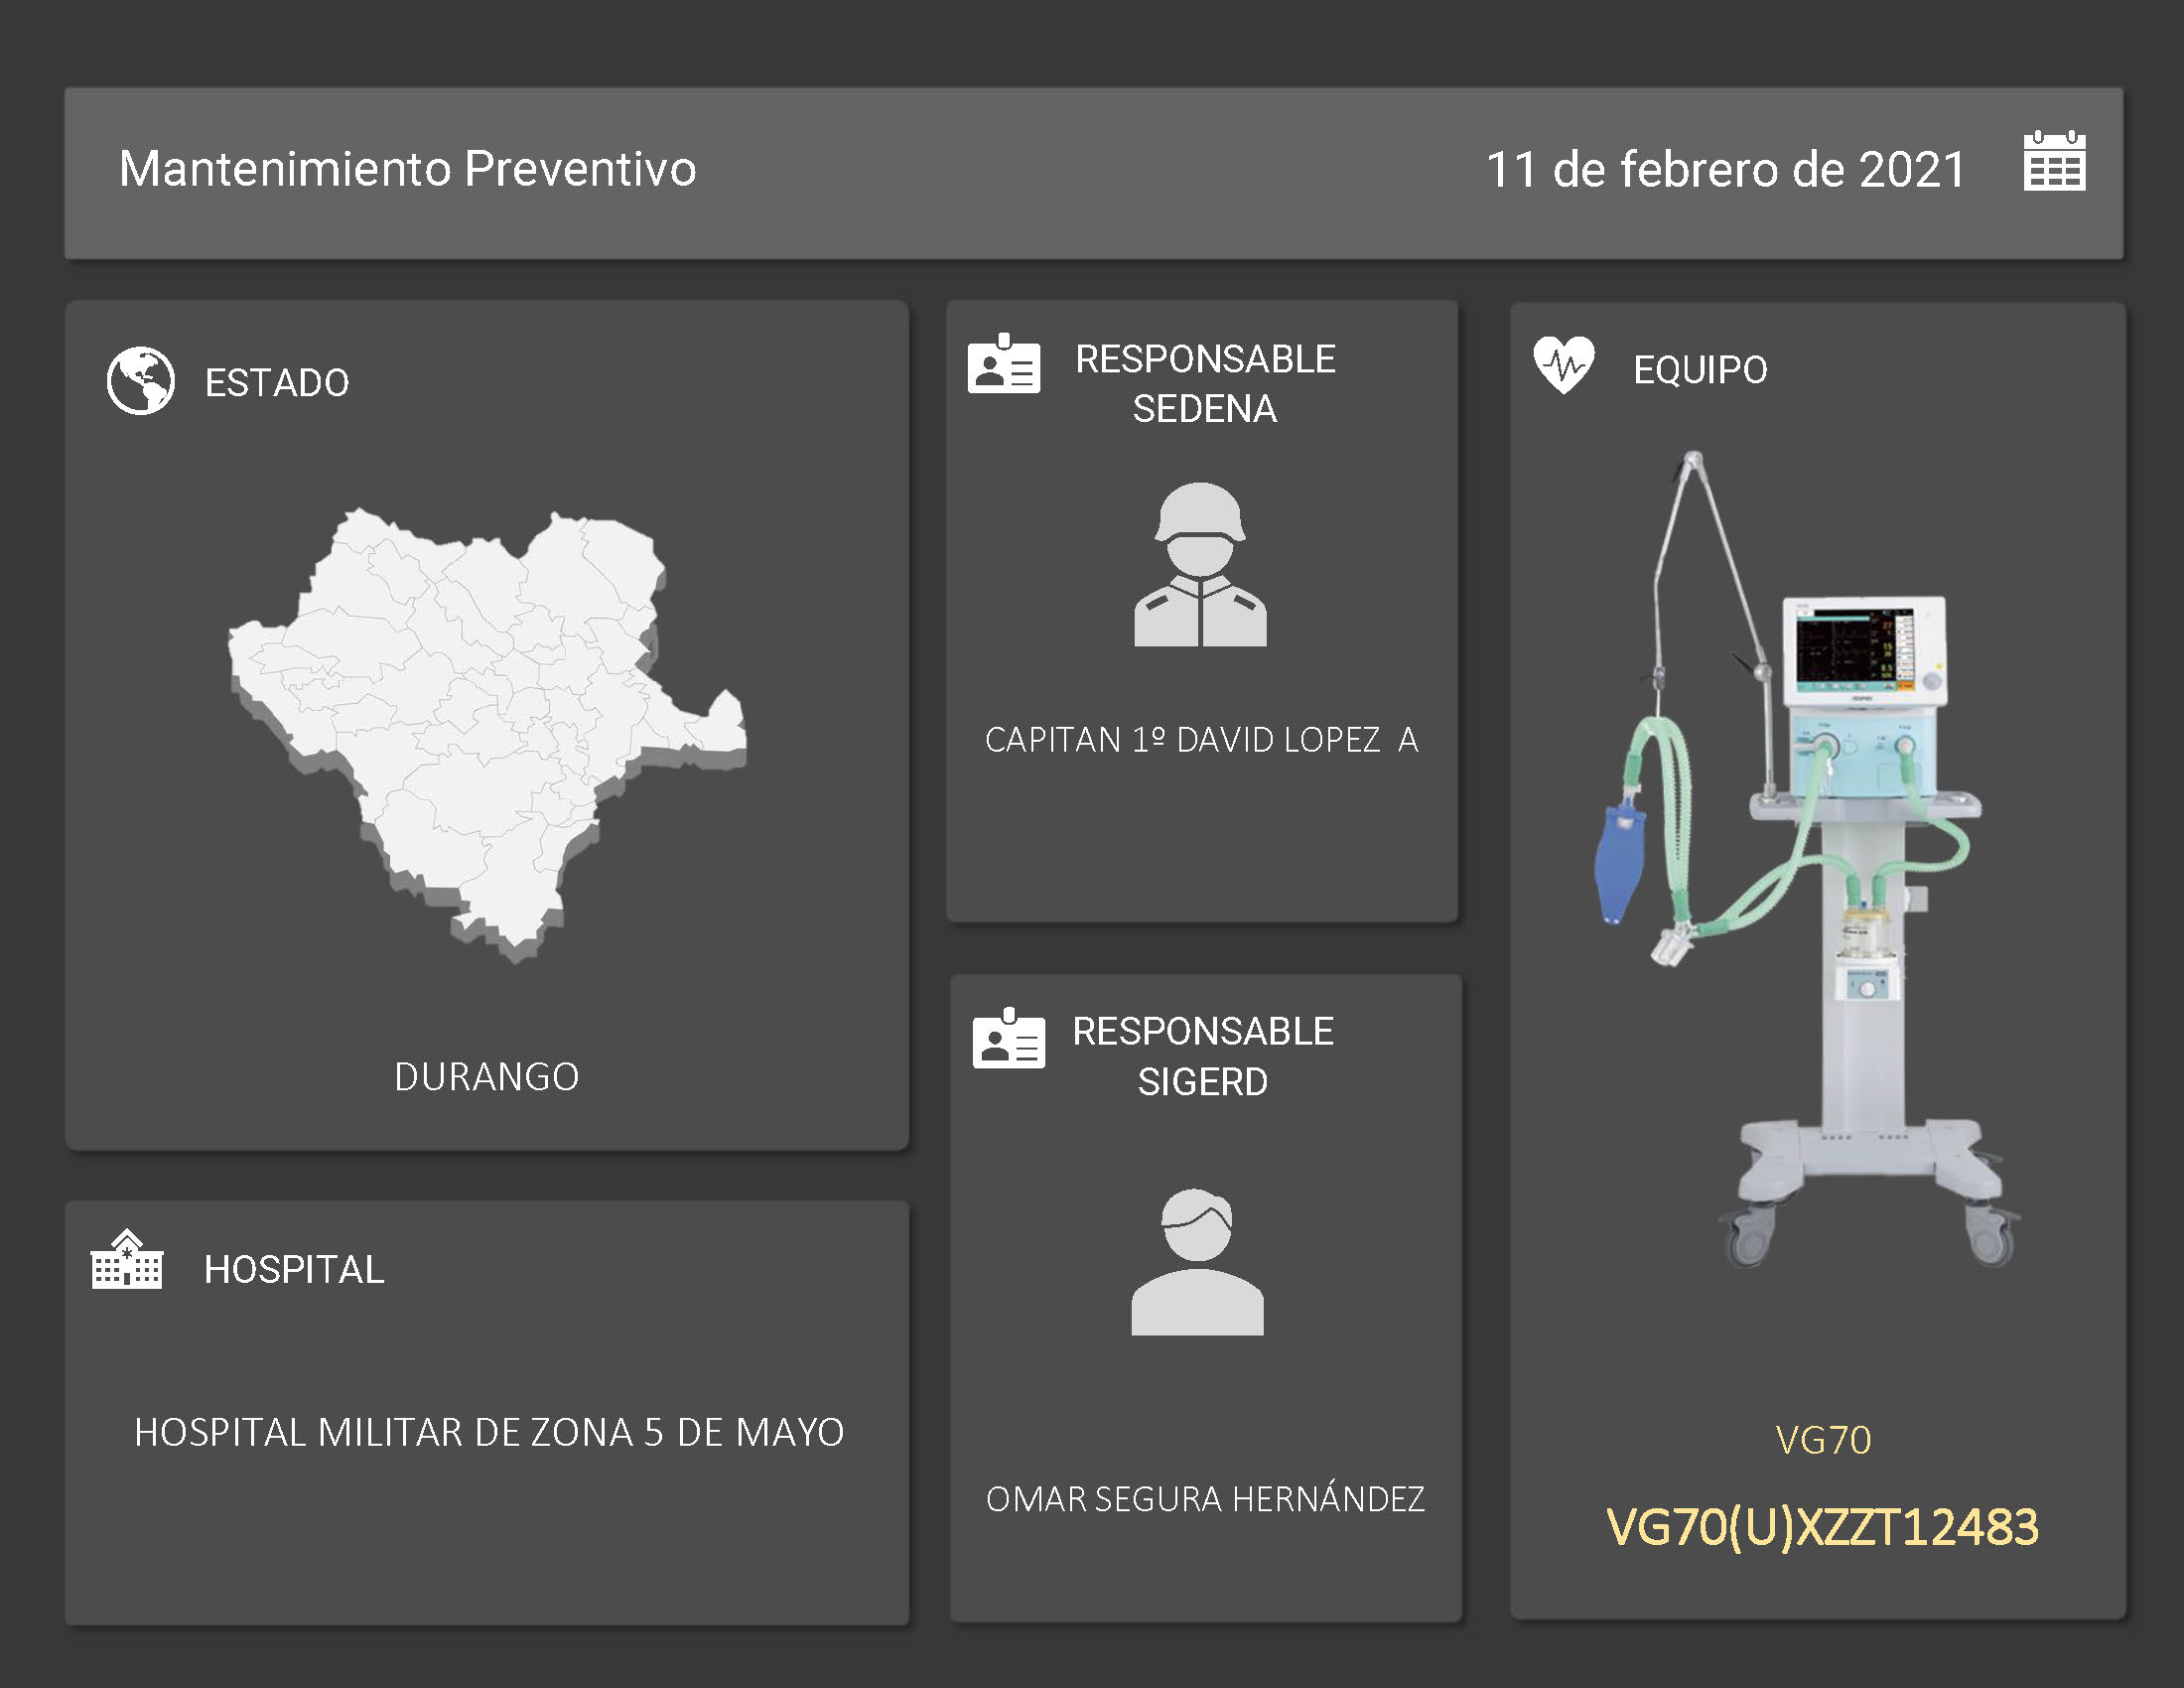 Mantenimiento Preventivo
11 de febrero de 2021
ESTADO
DURANGO
HOSPITAL
HOSPITAL MILITAR DE ZONA 5 DE MAYO
RESPONSABLE
SEDENA
CAPITAN 1º DAVID LOPEZ A
RESPONSABLE
SIGERD
OMAR SEGURA HERNÁNDEZ
EQUIPO
VG70
VG70(U)XZZT12483